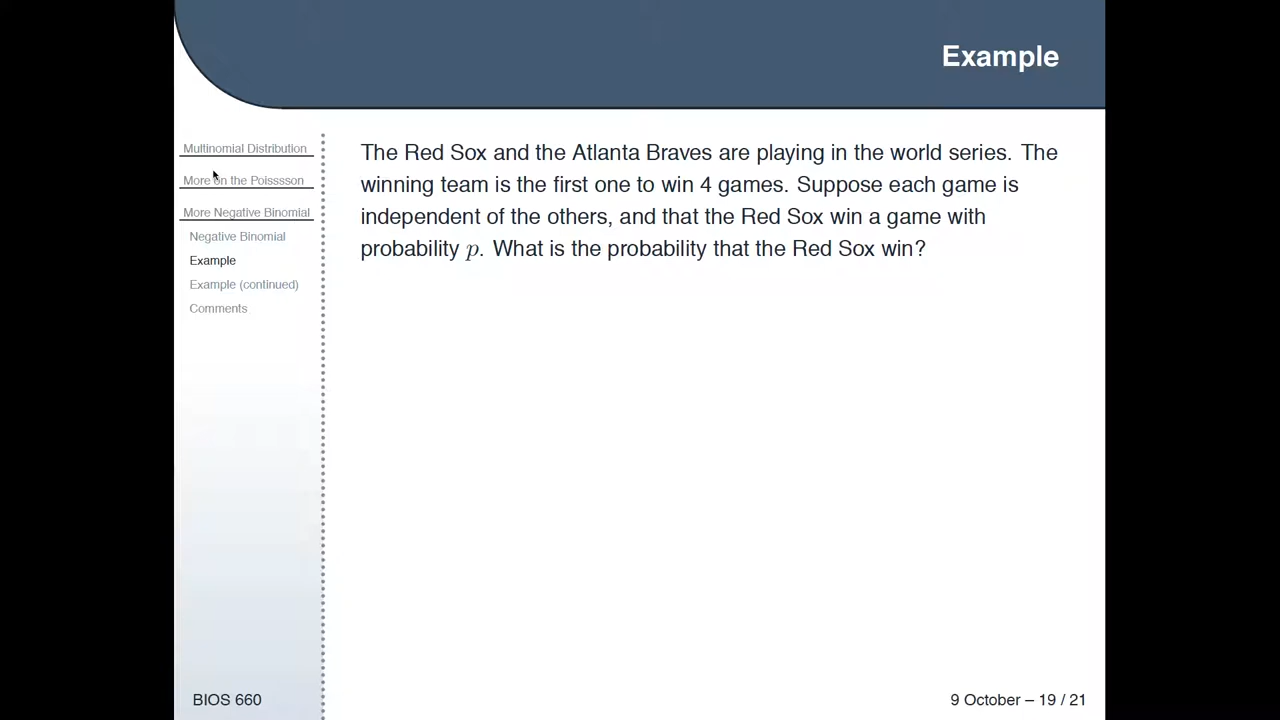 Example
Multinomial Distribution
More on the Poisssson
More Negative Binomial
Negative Binomial
Example
Example (continued)
Comments
The Red Sox and the Atlanta Braves are playing in the world series. The
winning team is the first one to win 4 games. Suppose each game is
independent of the others, and that the Red Sox win a game with
probability p. What is the probability that the Red Sox win?
BIOS 660
9 October – 19 / 21